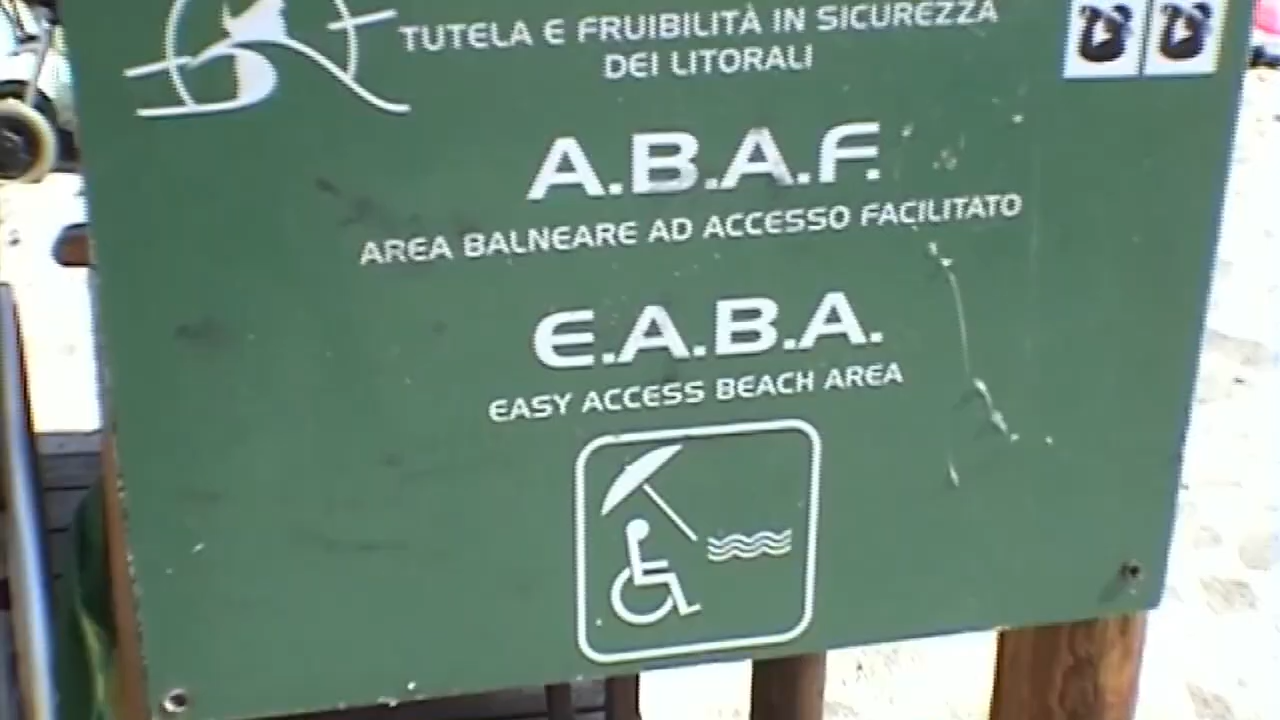 TUTELA E FRUIBILITÀ IN SICUREZZA
DEI LITORALI
A.B.A.F.
AREA BALNEARE AD ACCESSO FACILITATO
E.A.B.A.
EASY ACCESS BEACH AREA